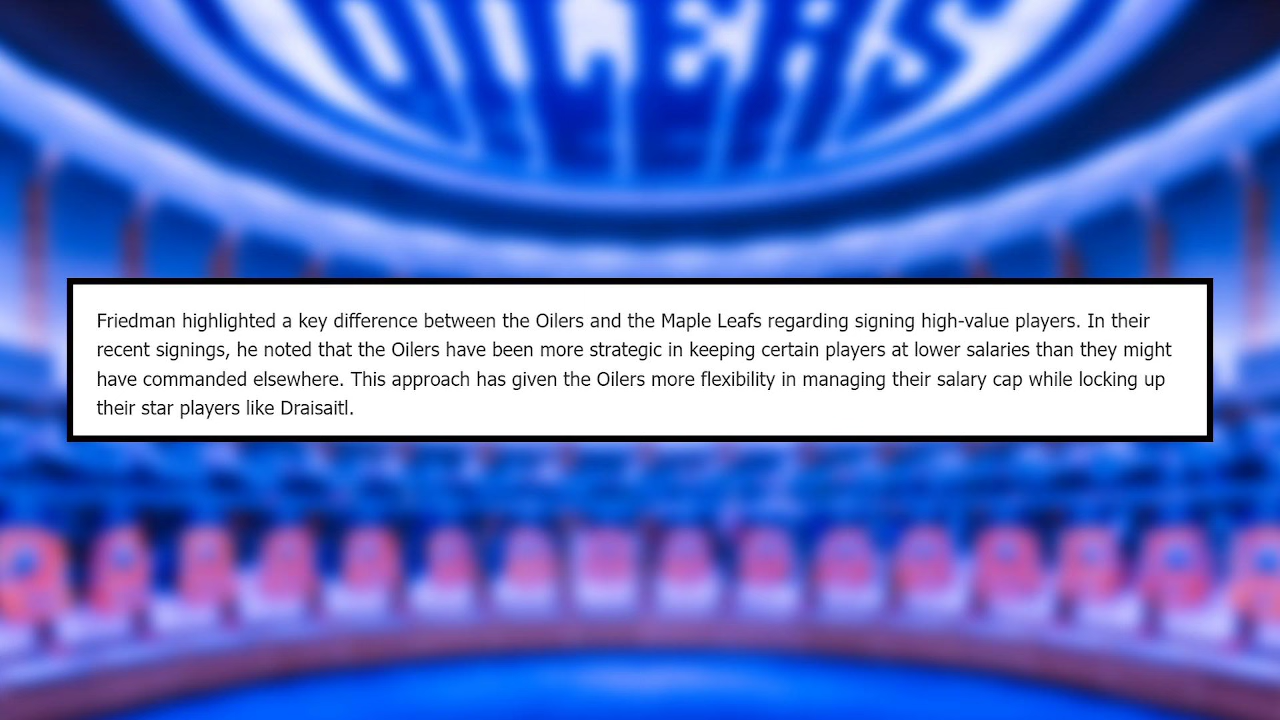 OILERS
Friedman highlighted a key difference between the Oilers and the Maple Leafs regarding signing high-value players. In their
recent signings, he noted that the Oilers have been more strategic in keeping certain players at lower salaries than they might
have commanded elsewhere. This approach has given the Oilers more flexibility in managing their salary cap while locking up
their star players like Draisaitl.